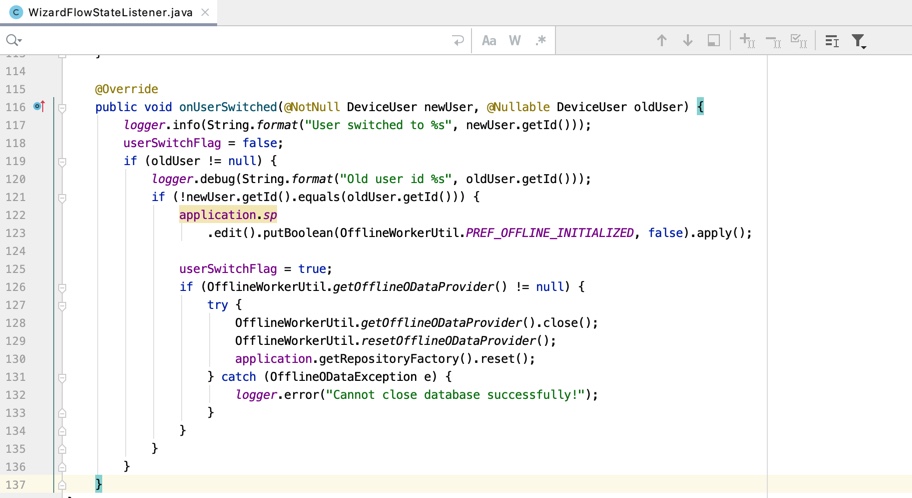 C WizardFlowStateListener.java
Aa W .*
114
115 @Override
116 public void onUserSwitched(@NotNull DeviceUser newUser, @Nullable DeviceUser oldUser) {
117 logger.info(String.format("User switched to %s", newUser.getId()));
118 userSwitchFlag = false;
119 if (oldUser != null) {
120 logger.debug(String.format("Old user id %s", oldUser.getId()));
121 if (!newUser.getId().equals(oldUser.getId())) {
122 application.sp
123 .edit().putBoolean(OfflineWorkerUtil.PREF_OFFLINE_INITIALIZED, false).apply();
124
125 userSwitchFlag = true;
126 if (OfflineWorkerUtil.getOfflineODataProvider() != null) {
127 try {
128 OfflineWorkerUtil.getOfflineODataProvider().close();
129 OfflineWorkerUtil.resetOfflineODataProvider();
130 application.getRepositoryFactory().reset();
131 } catch (OfflineODataException e) {
132 logger.error("Cannot close database successfully!");
133 }
134 }
135 }
136 }
137 }